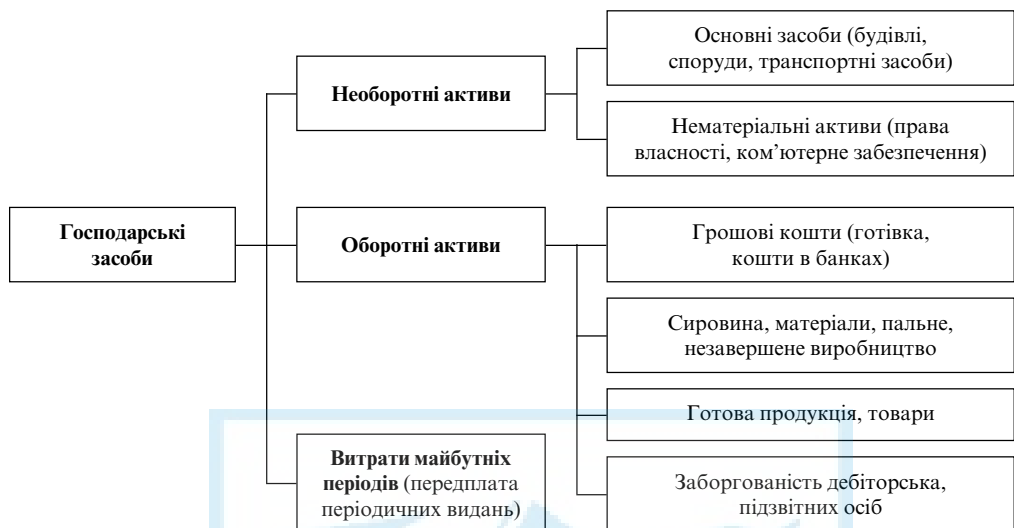 Господарські
засоби
Необоротні активи
Основні засоби (будівлі,
споруди, транспортні засоби)
Нематеріальні активи (права
власності, ком’ютерне забезпечення)
Оборотні активи
Грошові кошти (готівка,
кошти в банках)
Сировина, матеріали, пальне,
незавершене виробництво
Готова продукція, товари
Заборгованість дебіторська,
підзвітних осіб
Витрати майбутніх
періодів (передплата
періодичних видань)